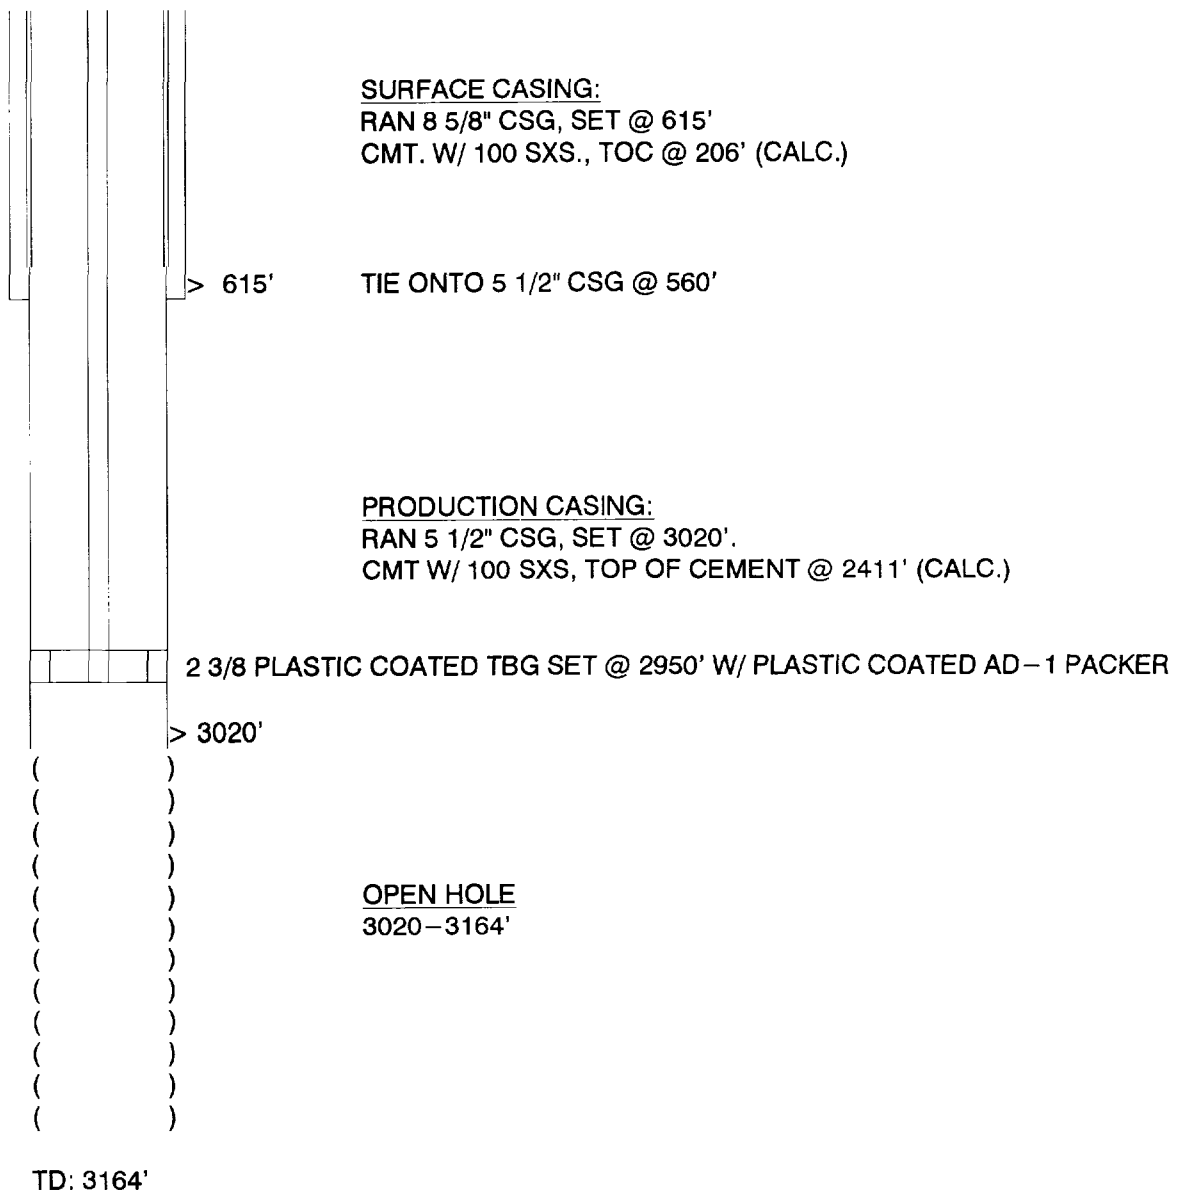 SURFACE CASING:
RAN 8 5/8" CSG, SET @ 615'
CMT. W/ 100 SXS., TOC @ 206' (CALC.)
> 615' TIE ONTO 5 1/2" CSG @ 560'
PRODUCTION CASING:
RAN 5 1/2" CSG, SET @ 3020'.
CMT W/ 100 SXS, TOP OF CEMENT @ 2411' (CALC.)
2 3/8 PLASTIC COATED TBG SET @ 2950' W/ PLASTIC COATED AD-1 PACKER
> 3020'
( )
( )
( )
( )
( )
OPEN HOLE
( )
3020-3164'
( )
( )
( )
( )
( )
( )
TD: 3164'